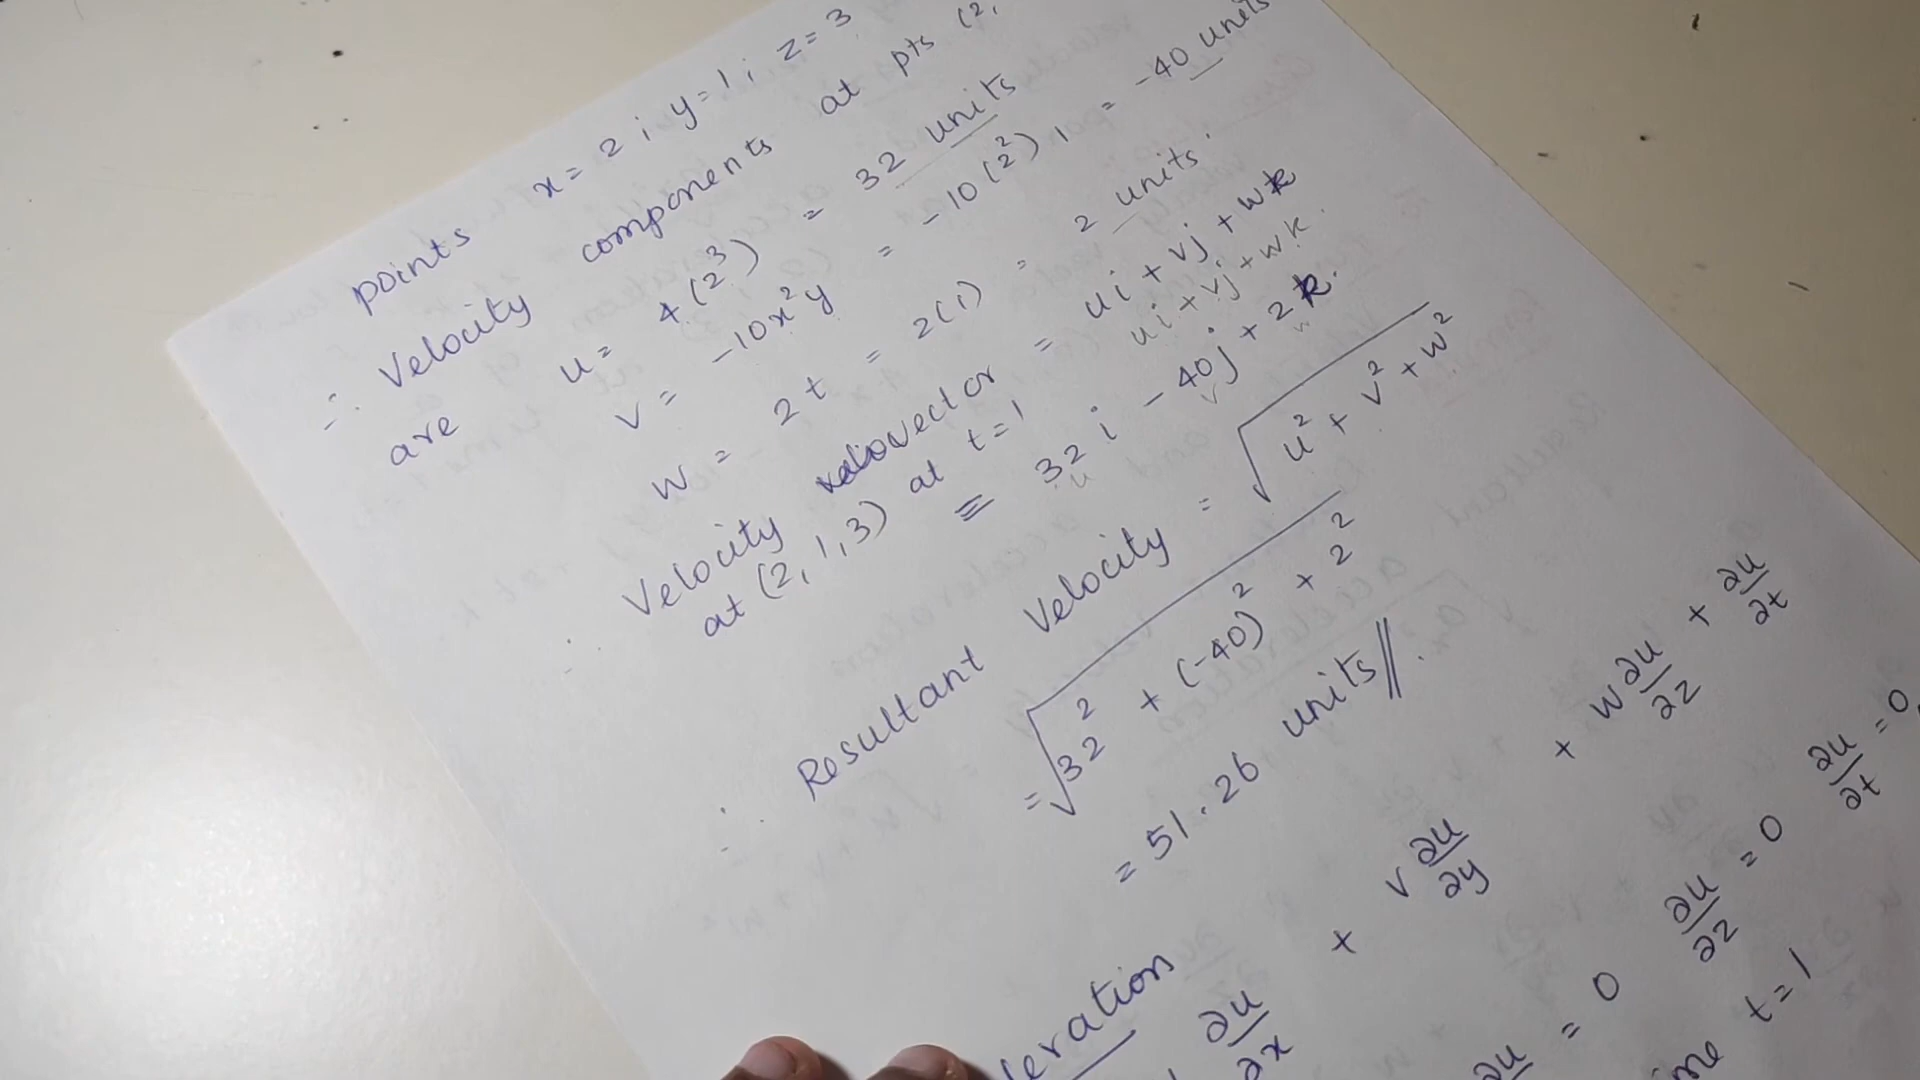 points x = 2 ; y = 1 ; z = 3
∴ Velocity components at pts (2,
are u = 4 (2³) = 32 units
v = -10x²y = -10 (2²) 1 = -40 units
w = 2t = 2(1) = 2 units.
∴ Velocity vector = ui + vj + wk
at (2, 1, 3) at t = 1 ui + vj + wk.
≡ 32 i - 40j + 2k.
u v
∴ Resultant Velocity = √u² + v² + w²
= √32² + (-40)² + 2²
= 51.26 units //.
leration
∂u/∂x + v ∂u/∂y + w ∂u/∂z + ∂u/∂t
∂u = 0 ∂u/∂z = 0 ∂u/∂t = 0
me t = 1